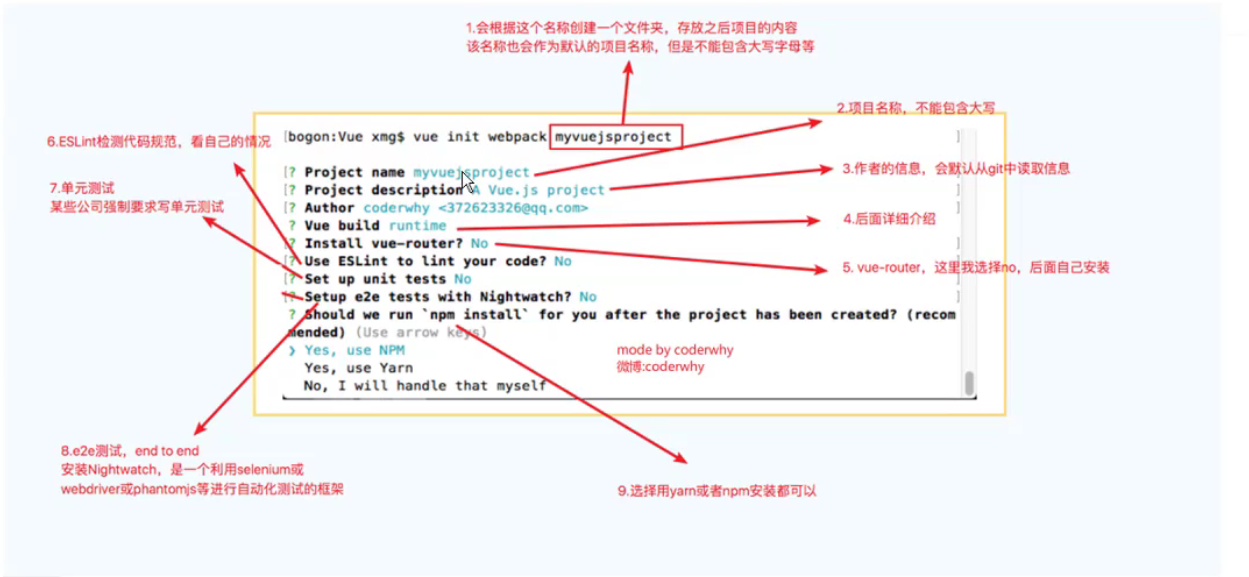 1.会根据这个名称创建一个文件夹，存放之后项目的内容
该名称也会作为默认的项目名称，但是不能包含大写字母等
2.项目名称，不能包含大写
6.ESLint检测代码规范，看自己的情况
[bogon:Vue xmg$ vue init webpack myvuejsproject ]
3.作者的信息，会默认从git中读取信息
7.单元测试
某些公司强制要求写单元测试
[? Project name myvuejsproject ]
[? Project description A Vue.js project ]
[? Author coderwhy <372623326@qq.com> ]
? Vue build runtime
4.后面详细介绍
[? Install vue-router? No ]
[? Use ESLint to lint your code? No ]
5. vue-router，这里我选择no，后面自己安装
[? Set up unit tests No ]
[? Setup e2e tests with Nightwatch? No ]
? Should we run `npm install` for you after the project has been created? (recom
mended) (Use arrow keys)
❯ Yes, use NPM
Yes, use Yarn
No, I will handle that myself
mode by coderwhy
微博:coderwhy
8.e2e测试，end to end
安装Nightwatch，是一个利用selenium或
webdriver或phantomjs等进行自动化测试的框架
9.选择用yarn或者npm安装都可以